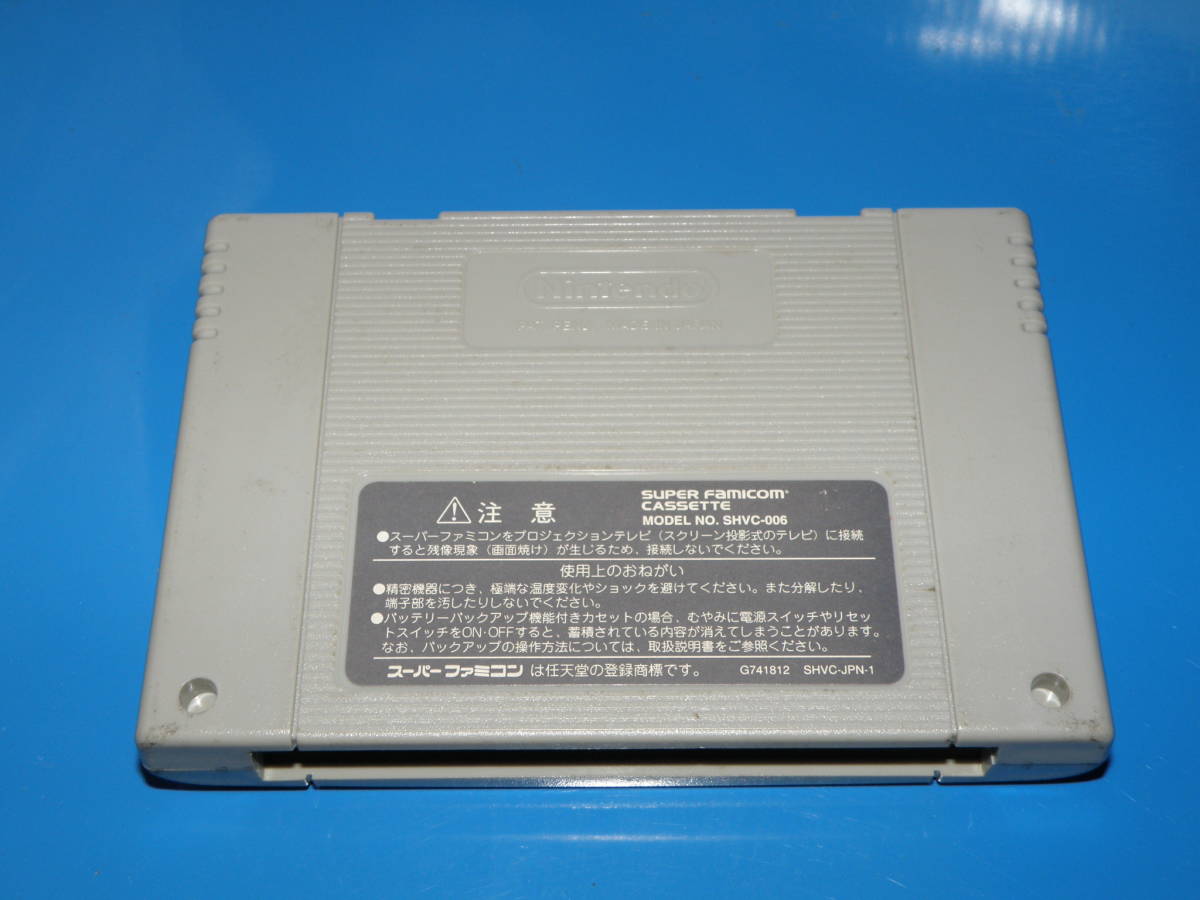 Nintendo
PAT. PEND. MADE IN JAPAN
注意
SUPER FAMICOM
CASSETTE
MODEL NO. SHVC-006
●スーパーファミコンをプロジェクションテレビ(スクリーン投影式のテレビ)に接続
すると残像現象(画面焼け)が生じるため、接続しないでください。
使用上のおねがい
●精密機器につき、極端な温度変化やショックを避けてください。また分解したり、
端子部を汚したりしないでください。
●バッテリーバックアップ機能付きカセットの場合、むやみに電源スイッチやリセッ
トスイッチをON・OFFすると、蓄積されている内容が消えてしまうことがあります。
なお、バックアップの操作方法については、取扱説明書をご参照ください。
スーパーファミコンは任天堂の登録商標です。 G741812 SHVC-JPN-1